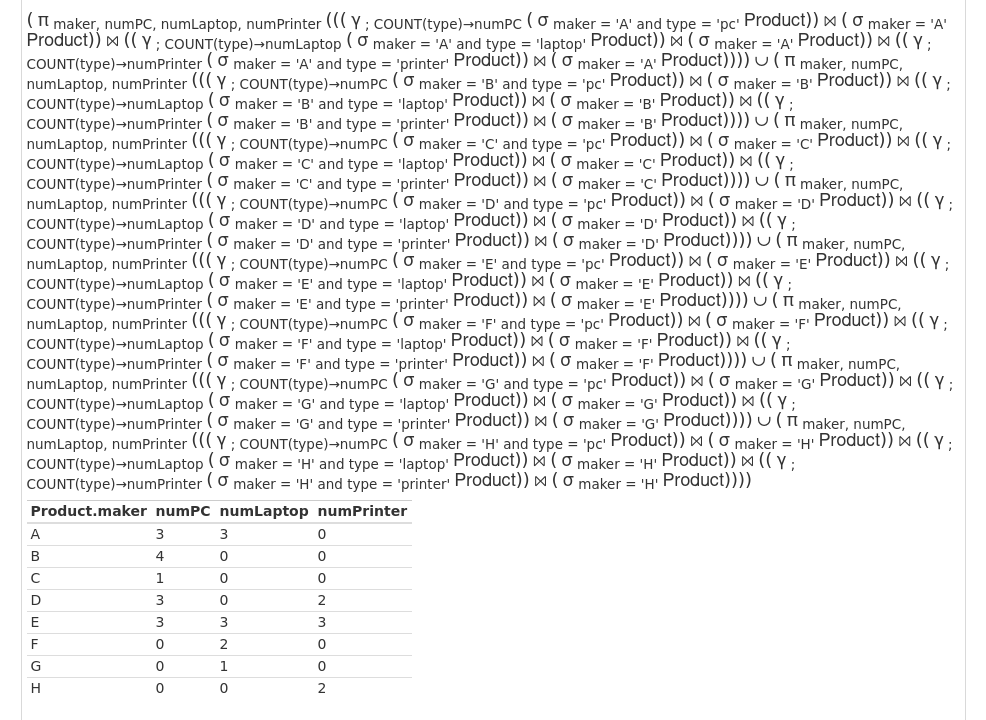 ( π maker, numPC, numLaptop, numPrinter ((( γ ; COUNT(type)→numPC ( σ maker = 'A' and type = 'pc' Product)) ⋈ ( σ maker = 'A'
Product)) ⋈ (( γ ; COUNT(type)→numLaptop ( σ maker = 'A' and type = 'laptop' Product)) ⋈ ( σ maker = 'A' Product)) ⋈ (( γ ;
COUNT(type)→numPrinter ( σ maker = 'A' and type = 'printer' Product)) ⋈ ( σ maker = 'A' Product)))) ∪ ( π maker, numPC,
numLaptop, numPrinter ((( γ ; COUNT(type)→numPC ( σ maker = 'B' and type = 'pc' Product)) ⋈ ( σ maker = 'B' Product)) ⋈ (( γ ;
COUNT(type)→numLaptop ( σ maker = 'B' and type = 'laptop' Product)) ⋈ ( σ maker = 'B' Product)) ⋈ (( γ ;
COUNT(type)→numPrinter ( σ maker = 'B' and type = 'printer' Product)) ⋈ ( σ maker = 'B' Product)))) ∪ ( π maker, numPC,
numLaptop, numPrinter ((( γ ; COUNT(type)→numPC ( σ maker = 'C' and type = 'pc' Product)) ⋈ ( σ maker = 'C' Product)) ⋈ (( γ ;
COUNT(type)→numLaptop ( σ maker = 'C' and type = 'laptop' Product)) ⋈ ( σ maker = 'C' Product)) ⋈ (( γ ;
COUNT(type)→numPrinter ( σ maker = 'C' and type = 'printer' Product)) ⋈ ( σ maker = 'C' Product)))) ∪ ( π maker, numPC,
numLaptop, numPrinter ((( γ ; COUNT(type)→numPC ( σ maker = 'D' and type = 'pc' Product)) ⋈ ( σ maker = 'D' Product)) ⋈ (( γ ;
COUNT(type)→numLaptop ( σ maker = 'D' and type = 'laptop' Product)) ⋈ ( σ maker = 'D' Product)) ⋈ (( γ ;
COUNT(type)→numPrinter ( σ maker = 'D' and type = 'printer' Product)) ⋈ ( σ maker = 'D' Product)))) ∪ ( π maker, numPC,
numLaptop, numPrinter ((( γ ; COUNT(type)→numPC ( σ maker = 'E' and type = 'pc' Product)) ⋈ ( σ maker = 'E' Product)) ⋈ (( γ ;
COUNT(type)→numLaptop ( σ maker = 'E' and type = 'laptop' Product)) ⋈ ( σ maker = 'E' Product)) ⋈ (( γ ;
COUNT(type)→numPrinter ( σ maker = 'E' and type = 'printer' Product)) ⋈ ( σ maker = 'E' Product)))) ∪ ( π maker, numPC,
numLaptop, numPrinter ((( γ ; COUNT(type)→numPC ( σ maker = 'F' and type = 'pc' Product)) ⋈ ( σ maker = 'F' Product)) ⋈ (( γ ;
COUNT(type)→numLaptop ( σ maker = 'F' and type = 'laptop' Product)) ⋈ ( σ maker = 'F' Product)) ⋈ (( γ ;
COUNT(type)→numPrinter ( σ maker = 'F' and type = 'printer' Product)) ⋈ ( σ maker = 'F' Product)))) ∪ ( π maker, numPC,
numLaptop, numPrinter ((( γ ; COUNT(type)→numPC ( σ maker = 'G' and type = 'pc' Product)) ⋈ ( σ maker = 'G' Product)) ⋈ (( γ ;
COUNT(type)→numLaptop ( σ maker = 'G' and type = 'laptop' Product)) ⋈ ( σ maker = 'G' Product)) ⋈ (( γ ;
COUNT(type)→numPrinter ( σ maker = 'G' and type = 'printer' Product)) ⋈ ( σ maker = 'G' Product)))) ∪ ( π maker, numPC,
numLaptop, numPrinter ((( γ ; COUNT(type)→numPC ( σ maker = 'H' and type = 'pc' Product)) ⋈ ( σ maker = 'H' Product)) ⋈ (( γ ;
COUNT(type)→numLaptop ( σ maker = 'H' and type = 'laptop' Product)) ⋈ ( σ maker = 'H' Product)) ⋈ (( γ ;
COUNT(type)→numPrinter ( σ maker = 'H' and type = 'printer' Product)) ⋈ ( σ maker = 'H' Product))))
Product.maker numPC numLaptop numPrinter
A 3 3 0
B 4 0 0
C 1 0 0
D 3 0 2
E 3 3 3
F 0 2 0
G 0 1 0
H 0 0 2